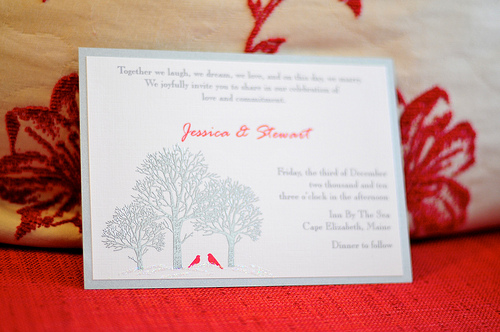 Together we laugh, we dream, we love, and on this day, we marry.
We joyfully invite you to share in our celebration of
love and commitment.
Jessica & Stewart
Friday, the third of December
two thousand and ten
three o'clock in the afternoon
Inn By The Sea
Cape Elizabeth, Maine
Dinner to follow